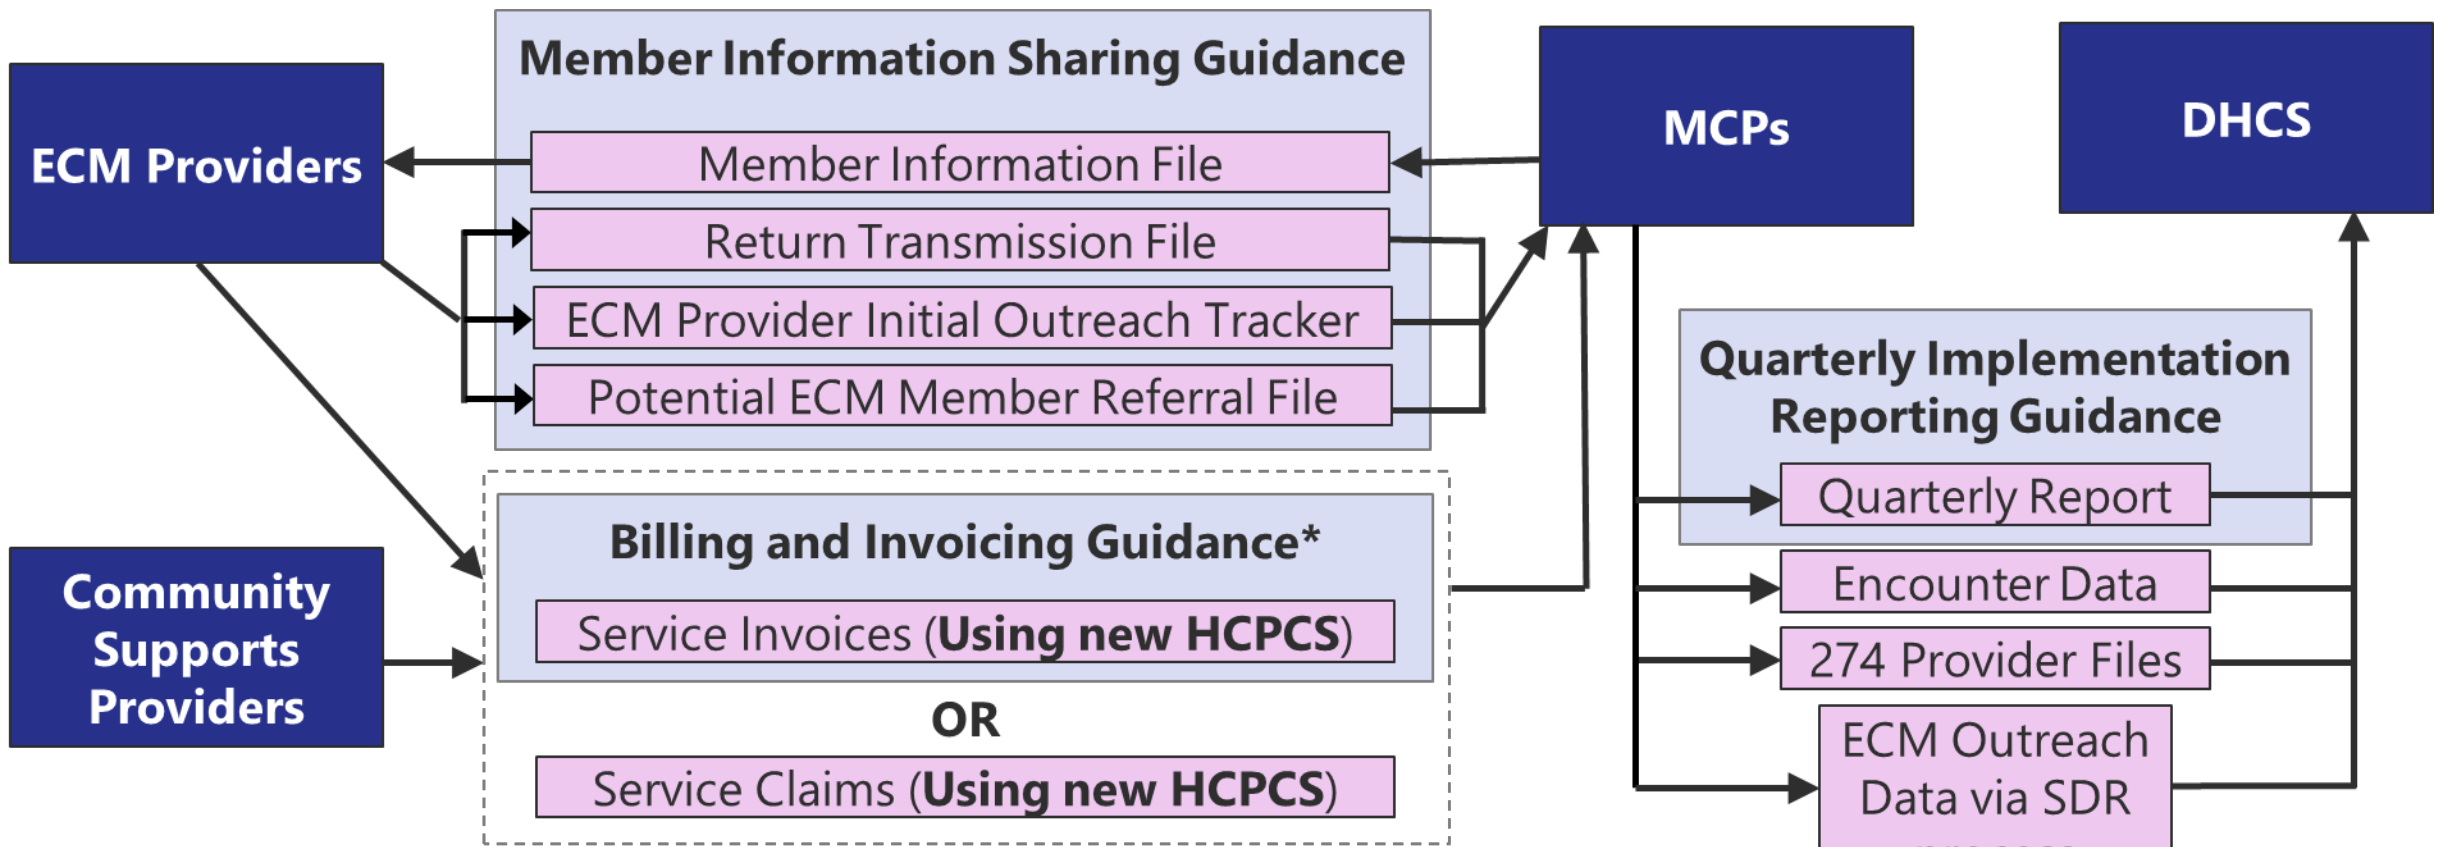 ECM Providers
Member Information Sharing Guidance
Member Information File
Return Transmission File
ECM Provider Initial Outreach Tracker
Potential ECM Member Referral File
MCPs
DHCS
Community
Supports
Providers
Billing and Invoicing Guidance*
Service Invoices (Using new HCPCS)
OR
Service Claims (Using new HCPCS)
Quarterly Implementation
Reporting Guidance
Quarterly Report
Encounter Data
274 Provider Files
ECM Outreach
Data via SDR